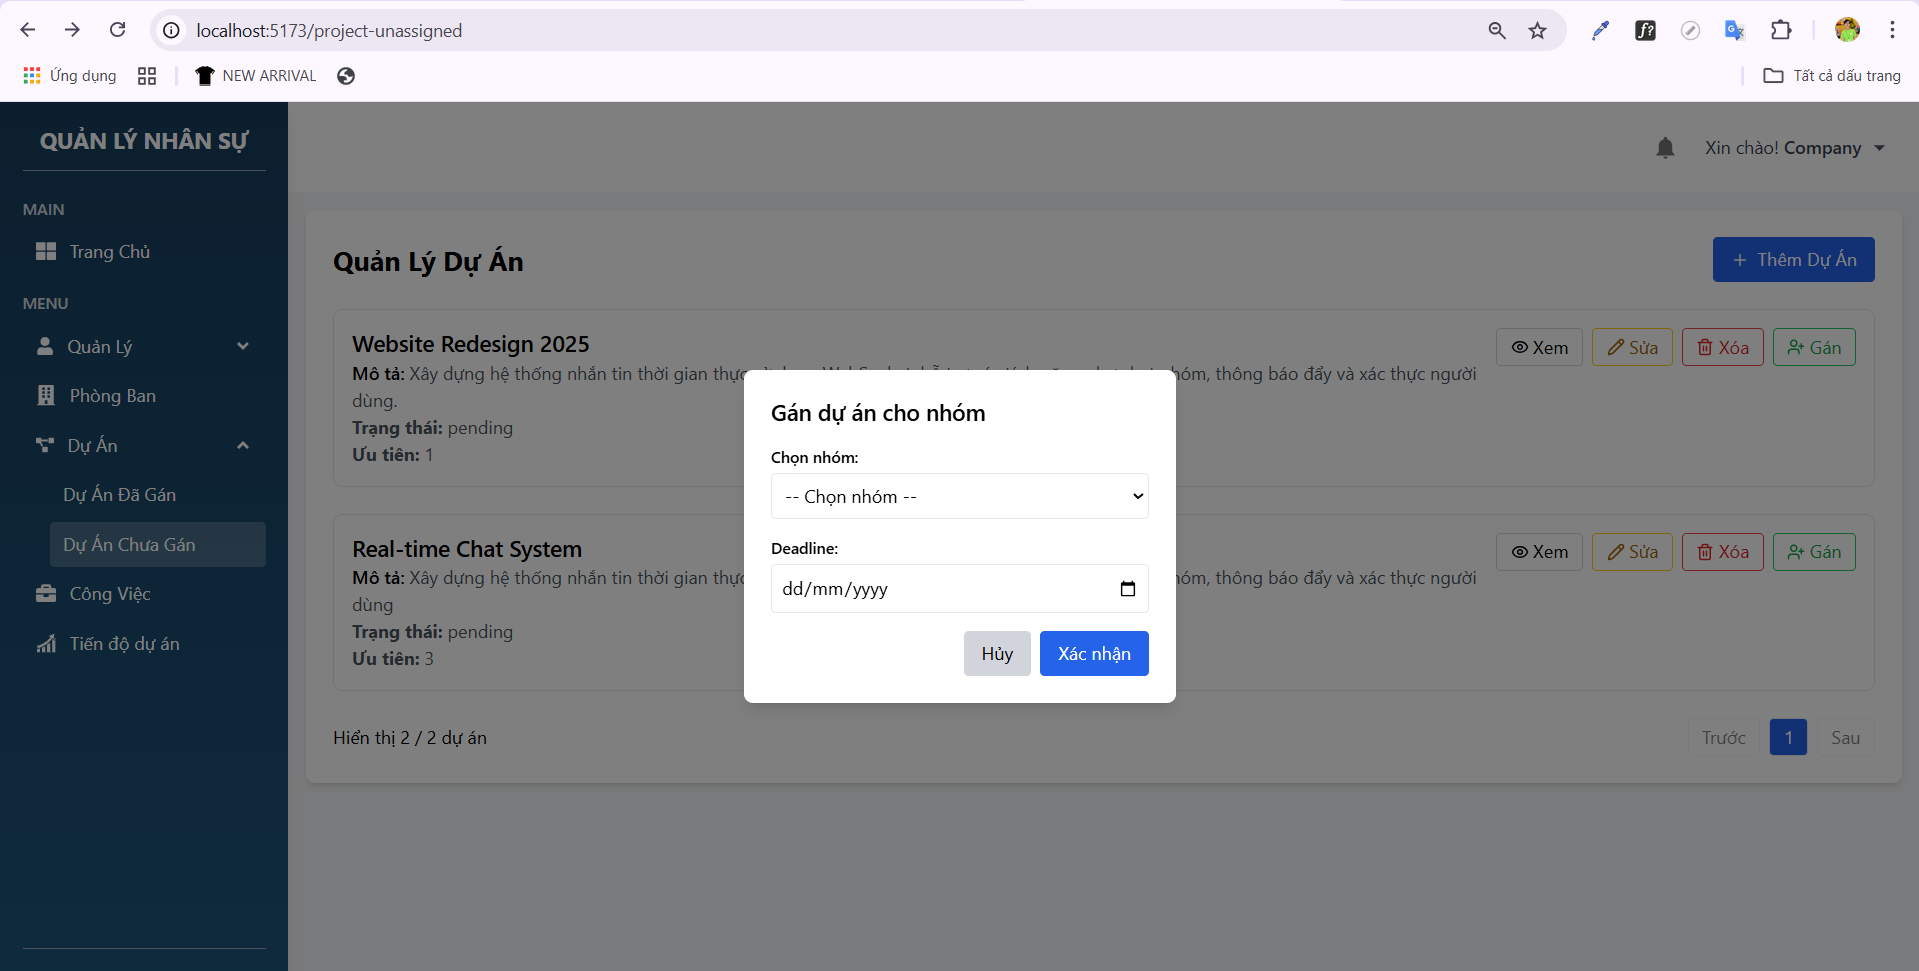 localhost:5173/project-unassigned
Ứng dụng
NEW ARRIVAL
Tất cả dấu trang
QUẢN LÝ NHÂN SỰ
Xin chào! Company
MAIN
Trang Chủ
MENU
Quản Lý
Phòng Ban
Dự Án
Dự Án Đã Gán
Dự Án Chưa Gán
Công Việc
Tiến độ dự án
Quản Lý Dự Án
+ Thêm Dự Án
Website Redesign 2025
Xem Sửa Xóa Gán
Mô tả: Xây dựng hệ thống nhắn tin thời gian thực nhóm, thông báo đẩy và xác thực người
dùng.
Trạng thái: pending
Ưu tiên: 1
Real-time Chat System
Xem Sửa Xóa Gán
Mô tả: Xây dựng hệ thống nhắn tin thời gian thực nhóm, thông báo đẩy và xác thực người
dùng
Trạng thái: pending
Ưu tiên: 3
Hiển thị 2 / 2 dự án
Trước 1 Sau
Gán dự án cho nhóm
Chọn nhóm:
-- Chọn nhóm --
Deadline:
dd/mm/yyyy
Hủy Xác nhận